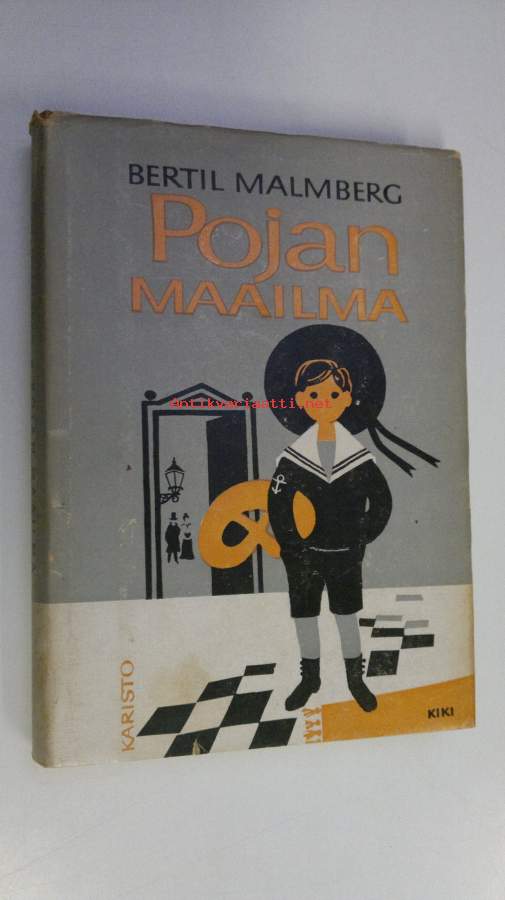 BERTIL MALMBERG
Pojan
MAAILMA
antikvariaatti.net
KARISTO
KIKI